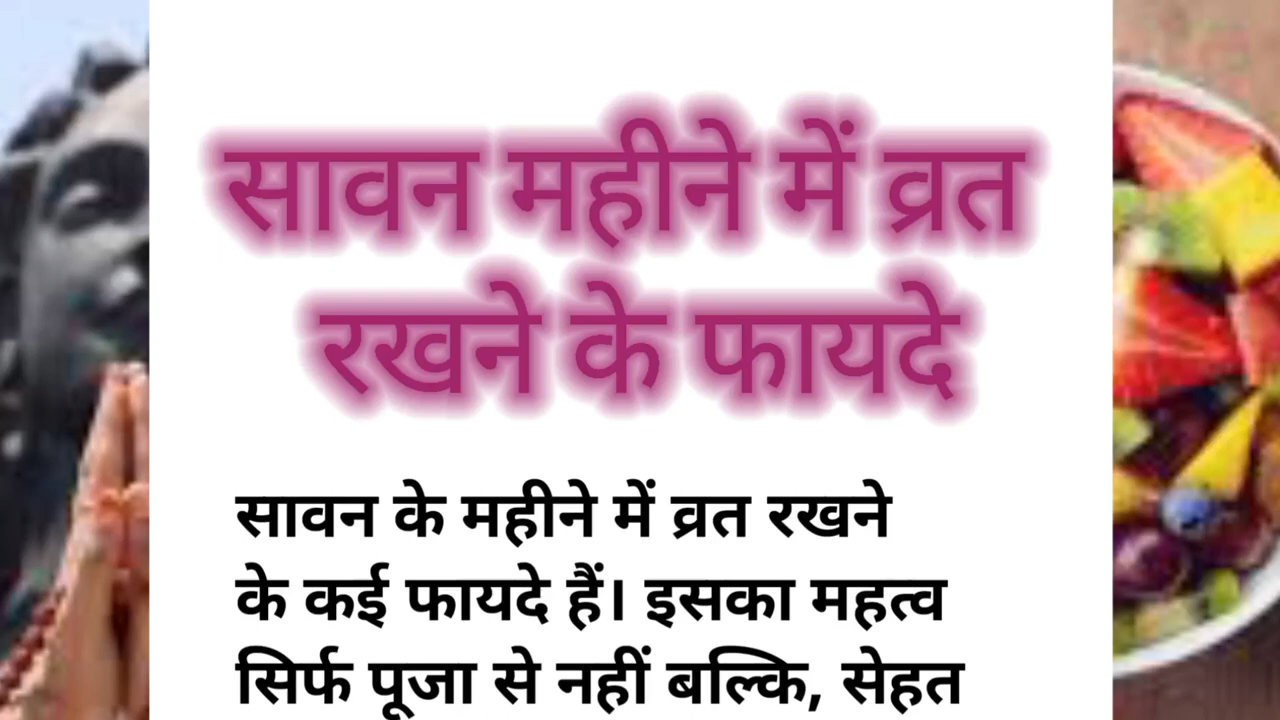 सावन महीने में व्रत
रखने के फायदे
सावन के महीने में व्रत रखने
के कई फायदे हैं। इसका महत्व
सिर्फ पूजा से नहीं बल्कि, सेहत